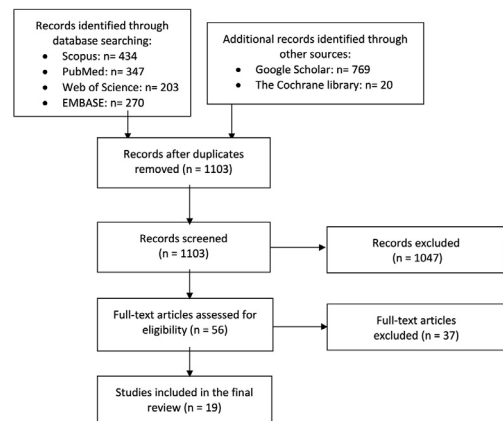 Records identified through
database searching:
• Scopus: n= 434
• PubMed: n= 347
• Web of Science: n= 203
• EMBASE: n= 270
Additional records identified through
other sources:
• Google Scholar: n= 769
• The Cochrane library: n= 20
Records after duplicates
removed (n = 1103)
Records screened
(n = 1103)
Records excluded
(n = 1047)
Full-text articles assessed for
eligibility (n = 56)
Full-text articles
excluded (n = 37)
Studies included in the final
review (n = 19)